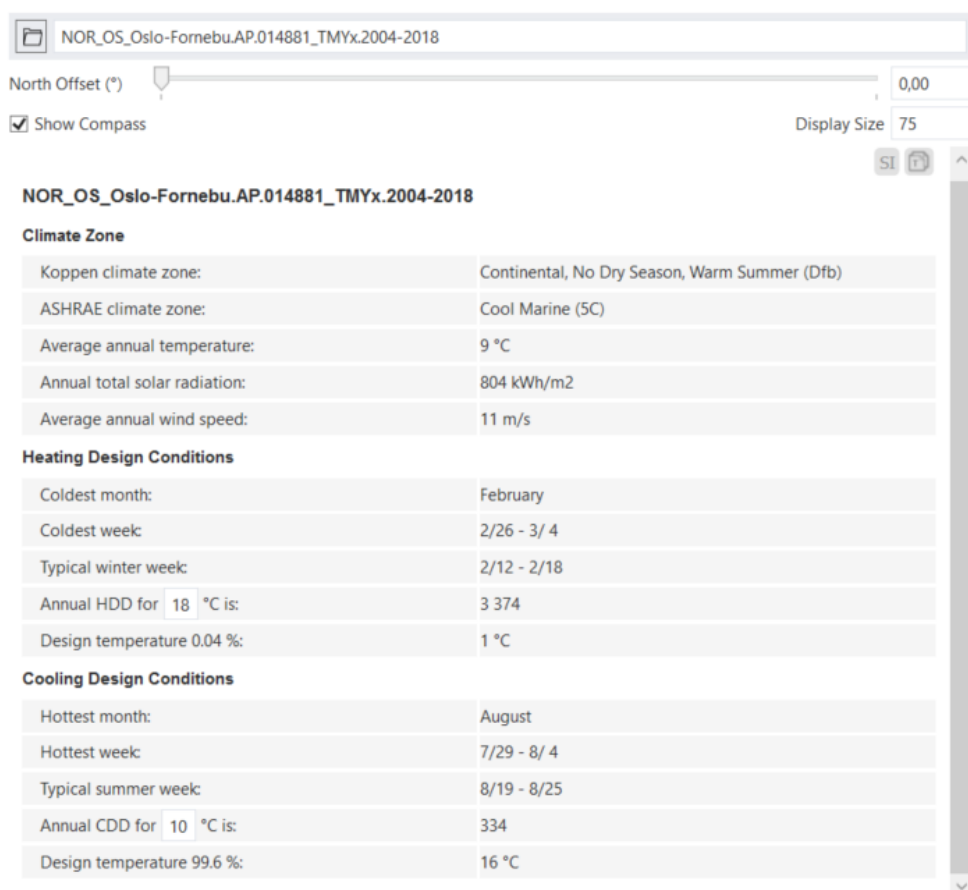 NOR_OS_Oslo-Fornebu.AP.014881_TMYx.2004-2018
North Offset (°) 0,00
Show Compass Display Size 75
SI
NOR_OS_Oslo-Fornebu.AP.014881_TMYx.2004-2018
Climate Zone
Koppen climate zone: Continental, No Dry Season, Warm Summer (Dfb)
ASHRAE climate zone: Cool Marine (5C)
Average annual temperature: 9 °C
Annual total solar radiation: 804 kWh/m2
Average annual wind speed: 11 m/s
Heating Design Conditions
Coldest month: February
Coldest week: 2/26 - 3/ 4
Typical winter week: 2/12 - 2/18
Annual HDD for 18 °C is: 3 374
Design temperature 0.04 %: 1 °C
Cooling Design Conditions
Hottest month: August
Hottest week: 7/29 - 8/ 4
Typical summer week: 8/19 - 8/25
Annual CDD for 10 °C is: 334
Design temperature 99.6 %: 16 °C